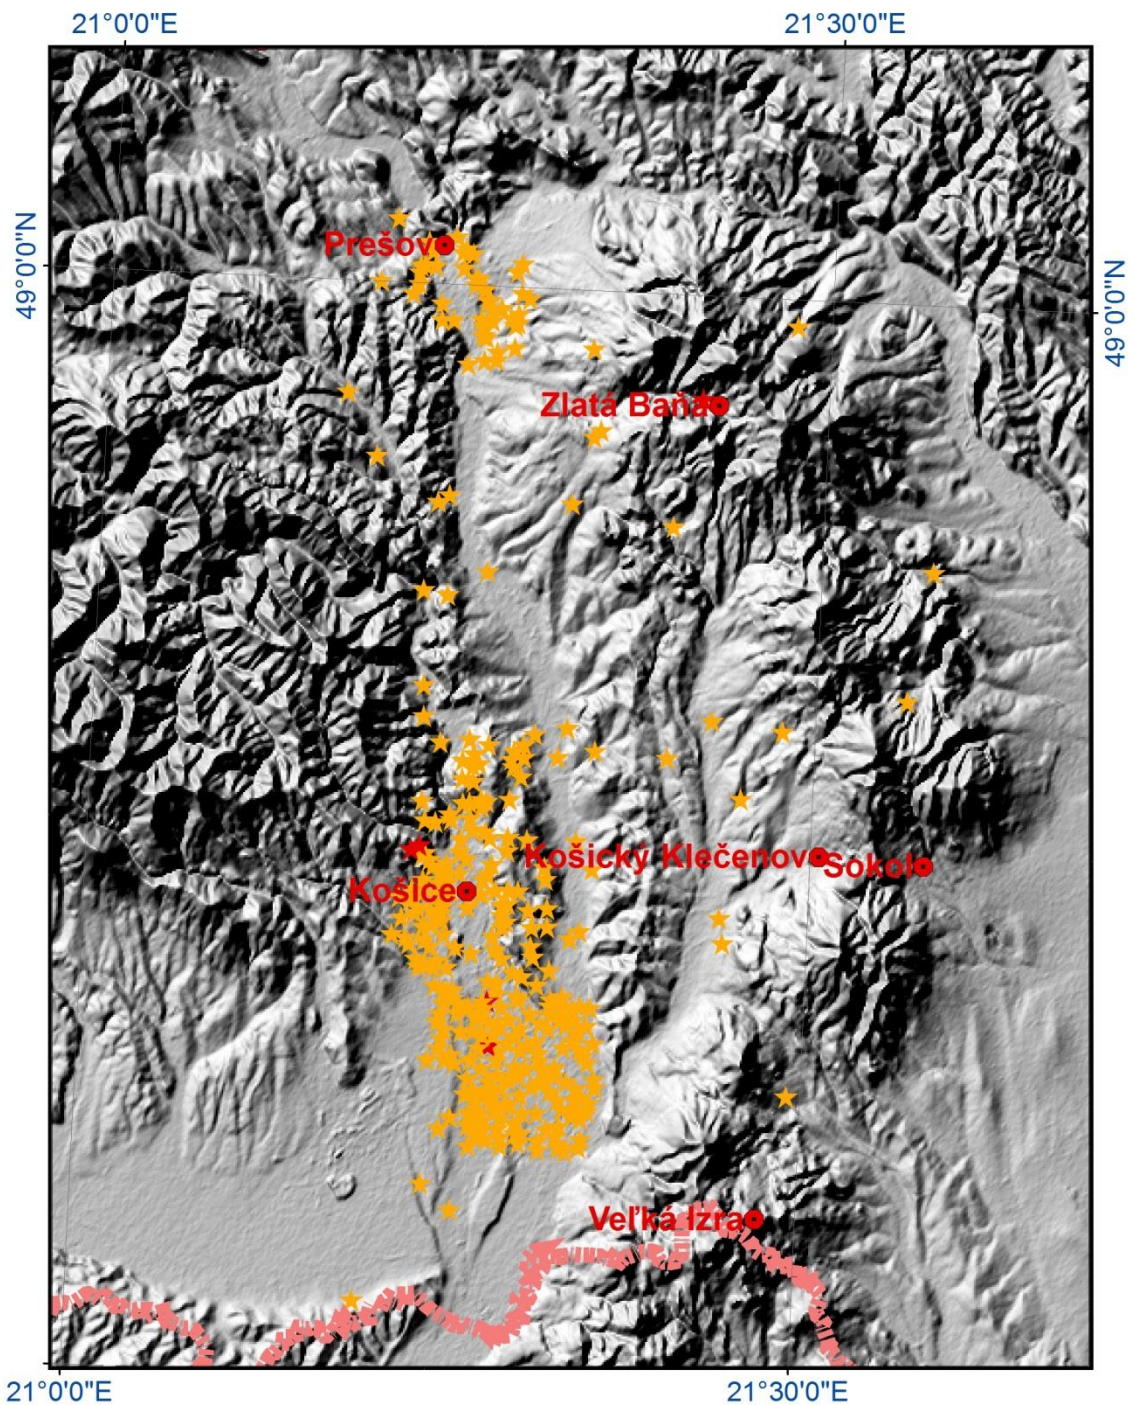 21°0'0"E
21°30'0"E
49°0'0"N
Prešov
49°0'0"N
Zlatá Baňa
Košický Klečenov
Sokol
Košice
Veľká Izra
21°0'0"E
21°30'0"E